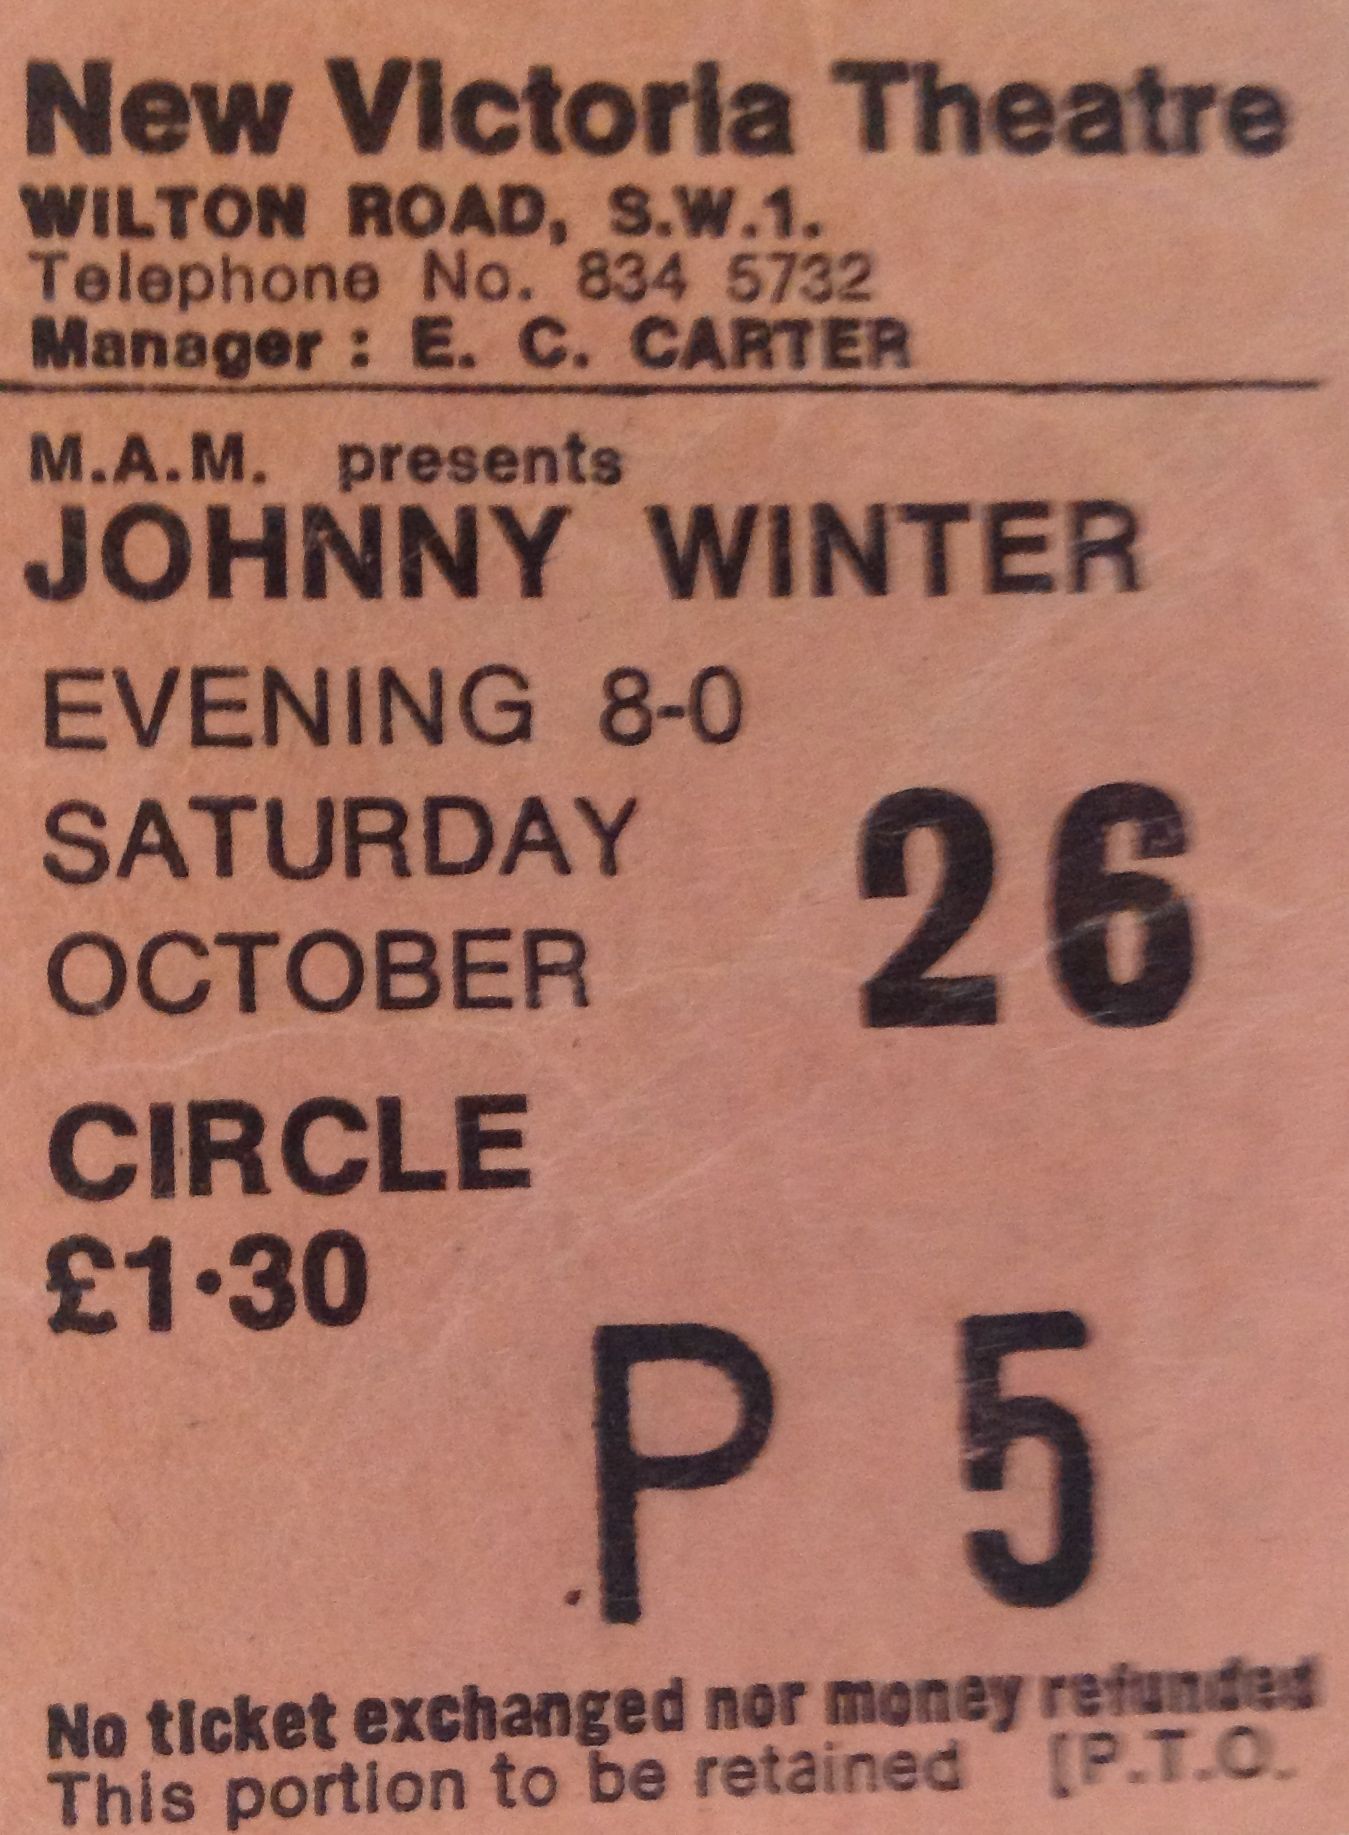 New Victoria Theatre
WILTON ROAD, S.W.1.
Telephone No. 834 5732
Manager : E. C. CARTER
M.A.M. presents
JOHNNY WINTER
EVENING 8-0
SATURDAY
OCTOBER 26
CIRCLE
£1·30
P 5
No ticket exchanged nor money refunded
This portion to be retained [P.T.O.